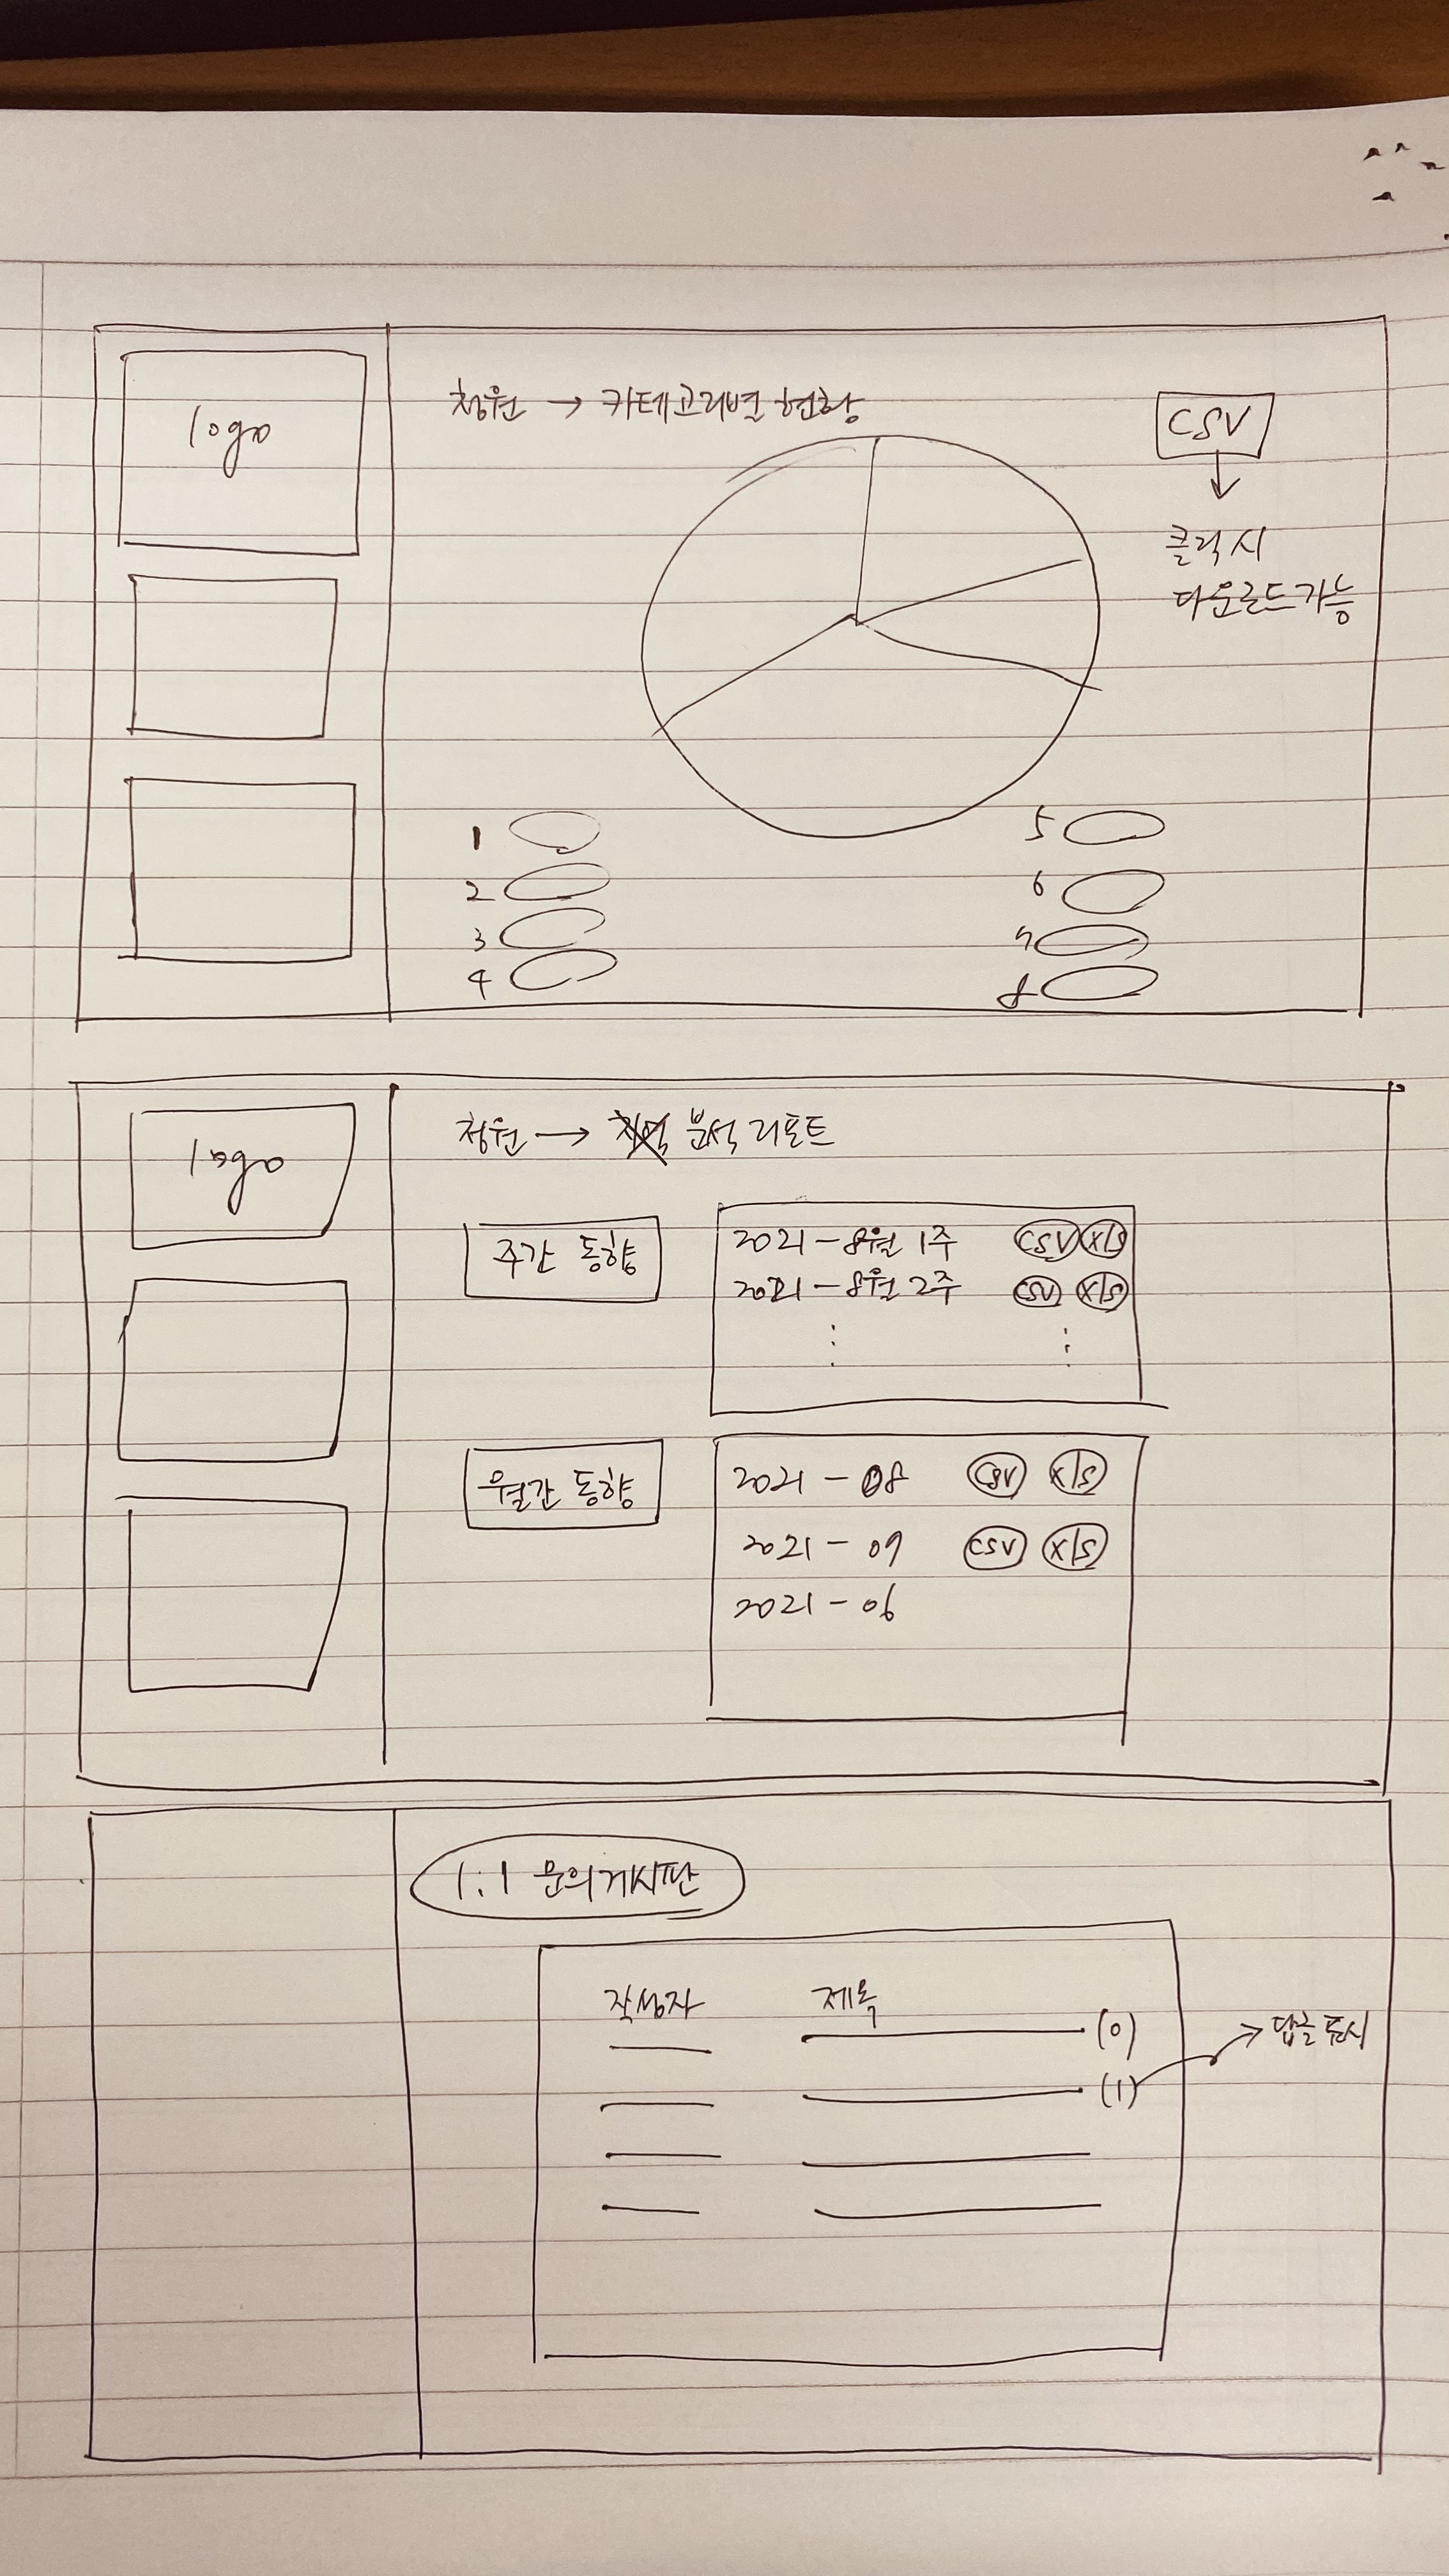 logo
청원 → 카테고리별 현황
CSV
클릭시
다운로드가능
1
2
3
4
5
6
7
8
logo
청원 → 분석 리포트
주간 동향
2021 - 8월 1주 CSV xls
2021 - 8월 2주 CSV xls
월간 동향
2021 - 08 CSV xls
2021 - 09 CSV xls
2021 - 06
1:1 문의게시판
작성자 제목
(0)
(1) → 답글 표시